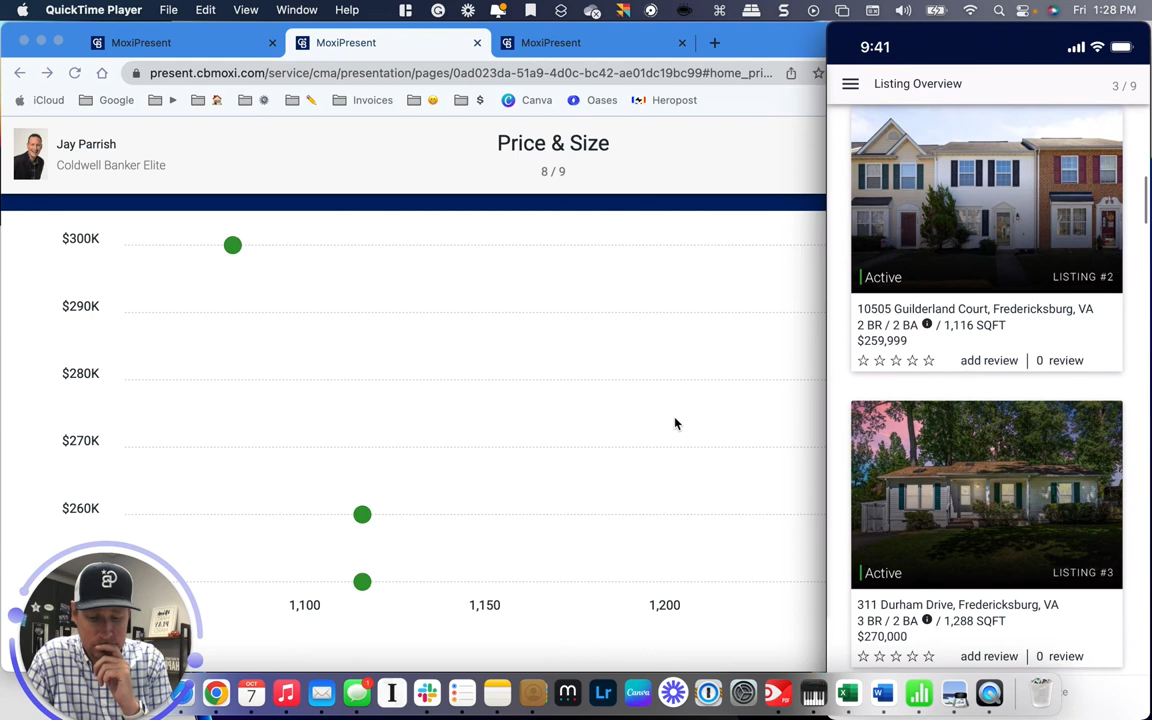 QuickTime Player File Edit View Window Help Fri 1:28 PM
MoxiPresent MoxiPresent MoxiPresent
present.cbmoxi.com/service/cma/presentation/pages/0ad023da-51a9-4d0c-bc42-ae01dc19bc99#home_pri...
iCloud Google Invoices $ Canva Oases Heropost
Jay Parrish
Coldwell Banker Elite
Price & Size
8 / 9
$300K
$290K
$280K
$270K
$260K
1,100 1,150 1,200
9:41
Listing Overview 3 / 9
Active LISTING #2
10505 Guilderland Court, Fredericksburg, VA
2 BR / 2 BA / 1,116 SQFT
$259,999
add review | 0 review
Active LISTING #3
311 Durham Drive, Fredericksburg, VA
3 BR / 2 BA / 1,288 SQFT
$270,000
add review | 0 review
OCT
7
1
Lr
Canva